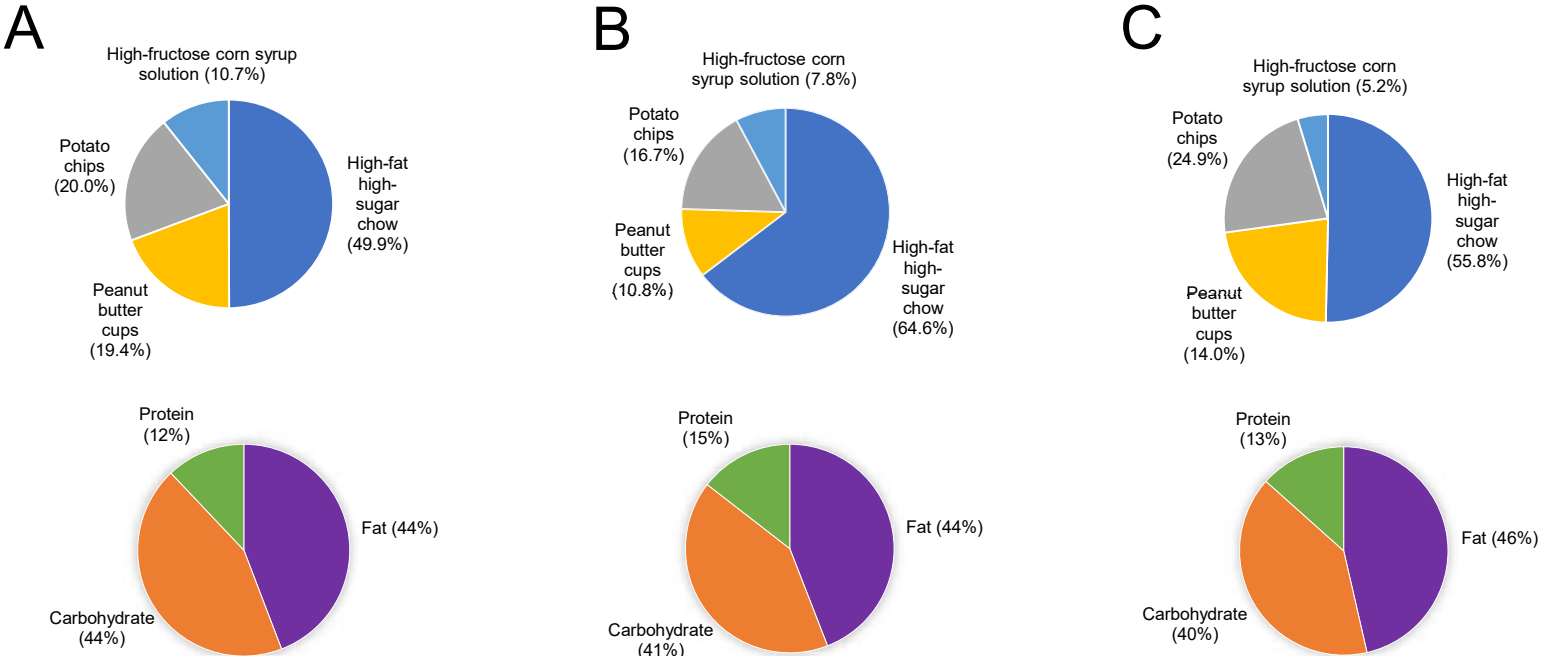 A
High-fructose corn syrup
solution (10.7%)
Potato
chips
(20.0%)
High-fat
high-
sugar
chow
(49.9%)
Peanut
butter
cups
(19.4%)
Protein
(12%)
Fat (44%)
Carbohydrate
(44%)
B
High-fructose corn
syrup solution (7.8%)
Potato
chips
(16.7%)
Peanut
butter
cups
(10.8%)
High-fat
high-
sugar
chow
(64.6%)
Protein
(15%)
Fat (44%)
Carbohydrate
(41%)
C
High-fructose corn
syrup solution (5.2%)
Potato
chips
(24.9%)
High-fat
high-
sugar
chow
(55.8%)
Peanut
butter
cups
(14.0%)
Protein
(13%)
Fat (46%)
Carbohydrate
(40%)